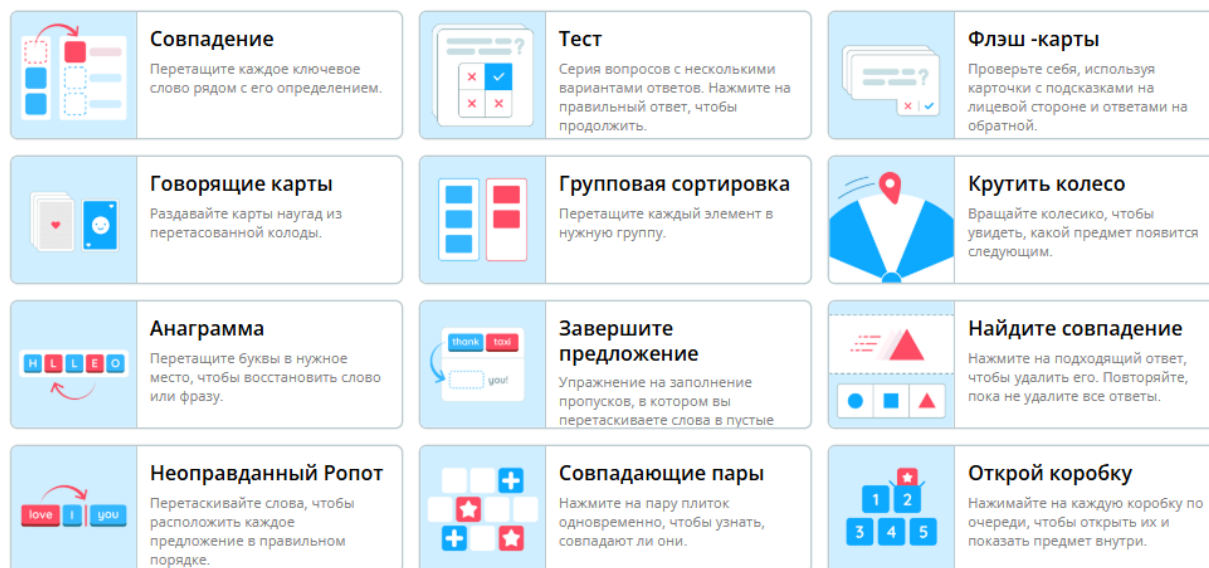 Совпадение
Перетащите каждое ключевое
слово рядом с его определением.
Тест
Серия вопросов с несколькими
вариантами ответов. Нажмите на
правильный ответ, чтобы
продолжить.
Флэш -карты
Проверьте себя, используя
карточки с подсказками на
лицевой стороне и ответами на
обратной.
Говорящие карты
Раздавайте карты наугад из
перетасованной колоды.
Групповая сортировка
Перетащите каждый элемент в
нужную группу.
Крутить колесо
Вращайте колесико, чтобы
увидеть, какой предмет появится
следующим.
H L L E O
Анаграмма
Перетащите буквы в нужное
место, чтобы восстановить слово
или фразу.
thank taxi
you!
Завершите
предложение
Упражнение на заполнение
пропусков, в котором вы
перетаскиваете слова в пустые
Найдите совпадение
Нажмите на подходящий ответ,
чтобы удалить его. Повторяйте,
пока не удалите все ответы.
love I you
Неоправданный Ропот
Перетаскивайте слова, чтобы
расположить каждое
предложение в правильном
порядке.
Совпадающие пары
Нажмите на пару плиток
одновременно, чтобы узнать,
совпадают ли они.
1 2
3 4 5
Открой коробку
Нажимайте на каждую коробку по
очереди, чтобы открыть их и
показать предмет внутри.